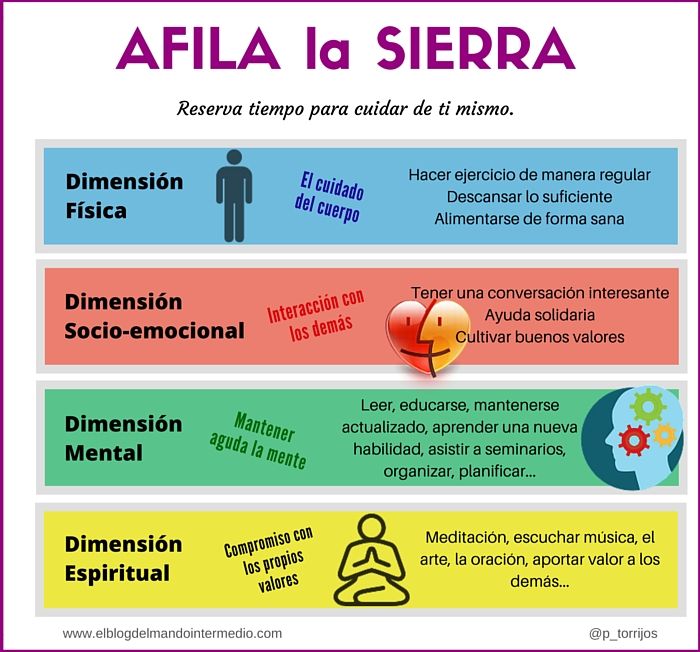 AFILA la SIERRA
Reserva tiempo para cuidar de ti mismo.
Dimensión
Física
El cuidado
del cuerpo
Hacer ejercicio de manera regular
Descansar lo suficiente
Alimentarse de forma sana
Dimensión
Socio-emocional
Interacción con
los demás
Tener una conversación interesante
Ayuda solidaria
Cultivar buenos valores
Dimensión
Mental
Mantener
aguda la mente
Leer, educarse, mantenerse
actualizado, aprender una nueva
habilidad, asistir a seminarios,
organizar, planificar...
Dimensión
Espiritual
Compromiso con
los propios
valores
Meditación, escuchar música, el
arte, la oración, aportar valor a los
demás...
www.elblogdelmandointermedio.com
@p_torrijos